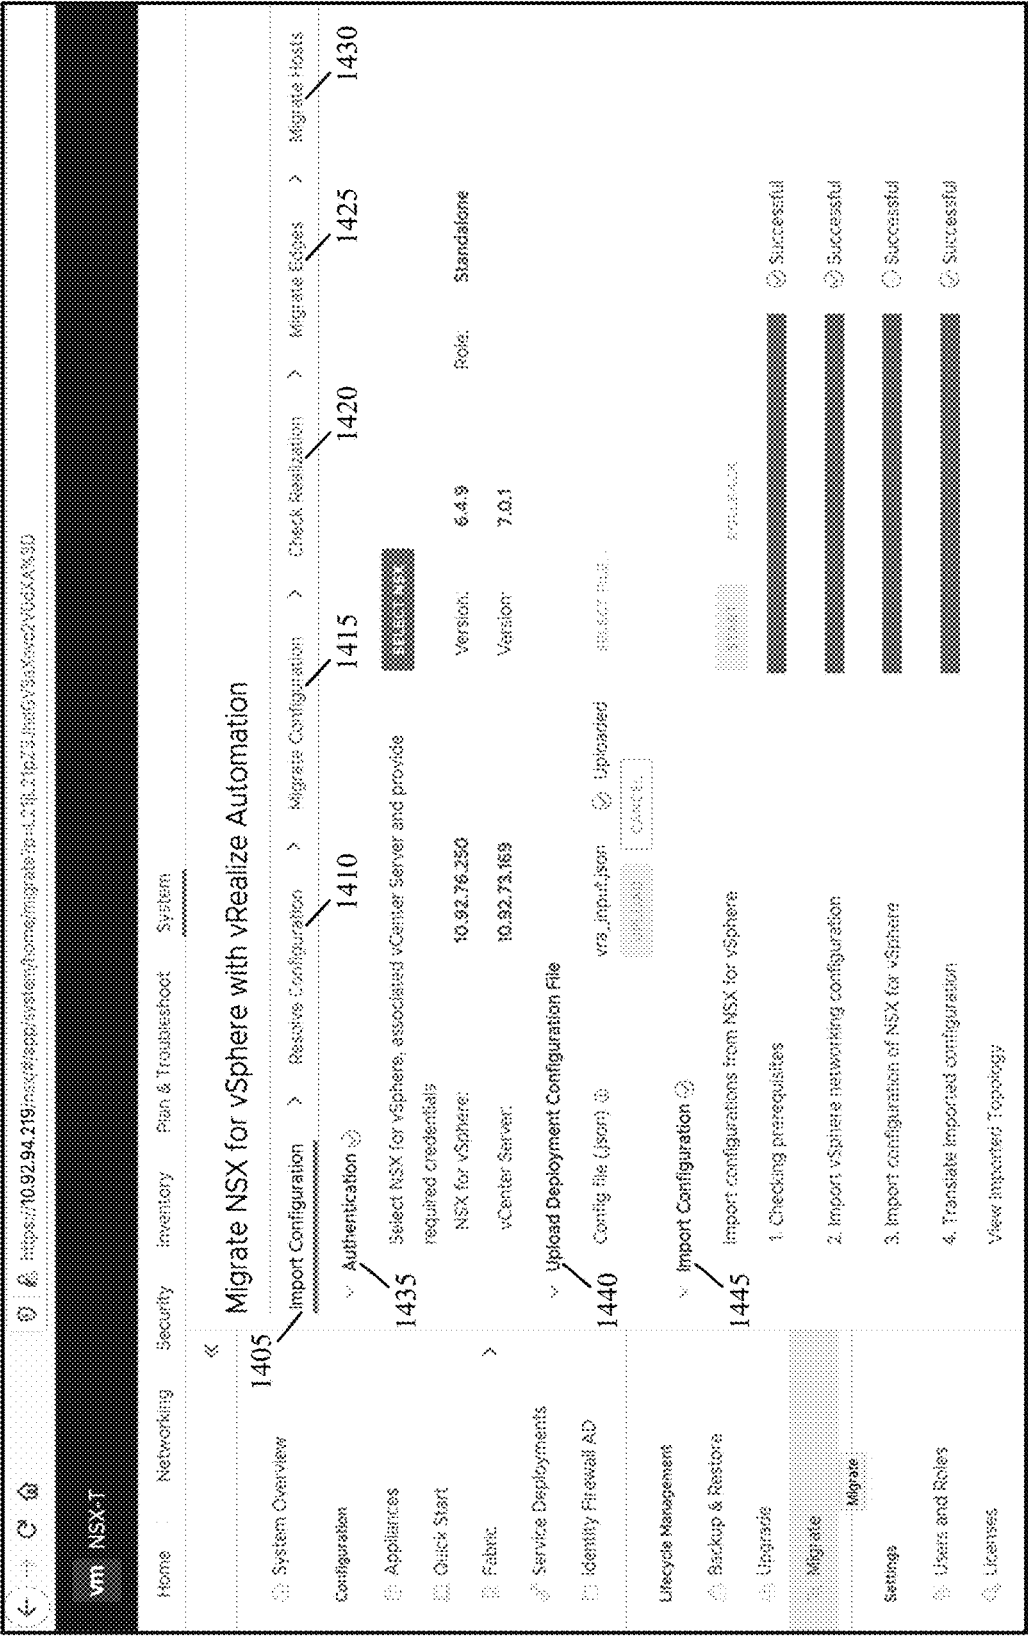 vm NSX-T
Home
Networking
Security
Inventory
Plan & Troubleshoot
System
«
System Overview
Configuration
Appliances
Quick Start
Fabric
Service Deployments
Identity Firewall AD
Lifecycle Management
Backup & Restore
Upgrade
Migrate
Migrate
Settings
Users and Roles
Licenses
Migrate NSX for vSphere with vRealize Automation
1405
Import Configuration > Resolve Configuration > Migrate Configuration > Check Realization > Migrate Edges > Migrate Hosts
1410 1415 1420 1425 1430
Authentication
1435
Select NSX for vSphere, associated vCenter Server and provide
required credentials
SELECT NSX
NSX for vSphere: 10.92.76.250 Version: 6.4.9 Role: Standalone
vCenter Server: 10.92.73.169 Version: 7.0.1
Upload Deployment Configuration File
1440
Config file (.json) vra_input.json Uploaded SELECT FILE...
CANCEL
Import Configuration
1445
Import configurations from NSX for vSphere ROLLBACK
1. Checking prerequisites Successful
2. Import vSphere networking configuration Successful
3. Import configuration of NSX for vSphere Successful
4. Translate imported configuration Successful
View Imported Topology